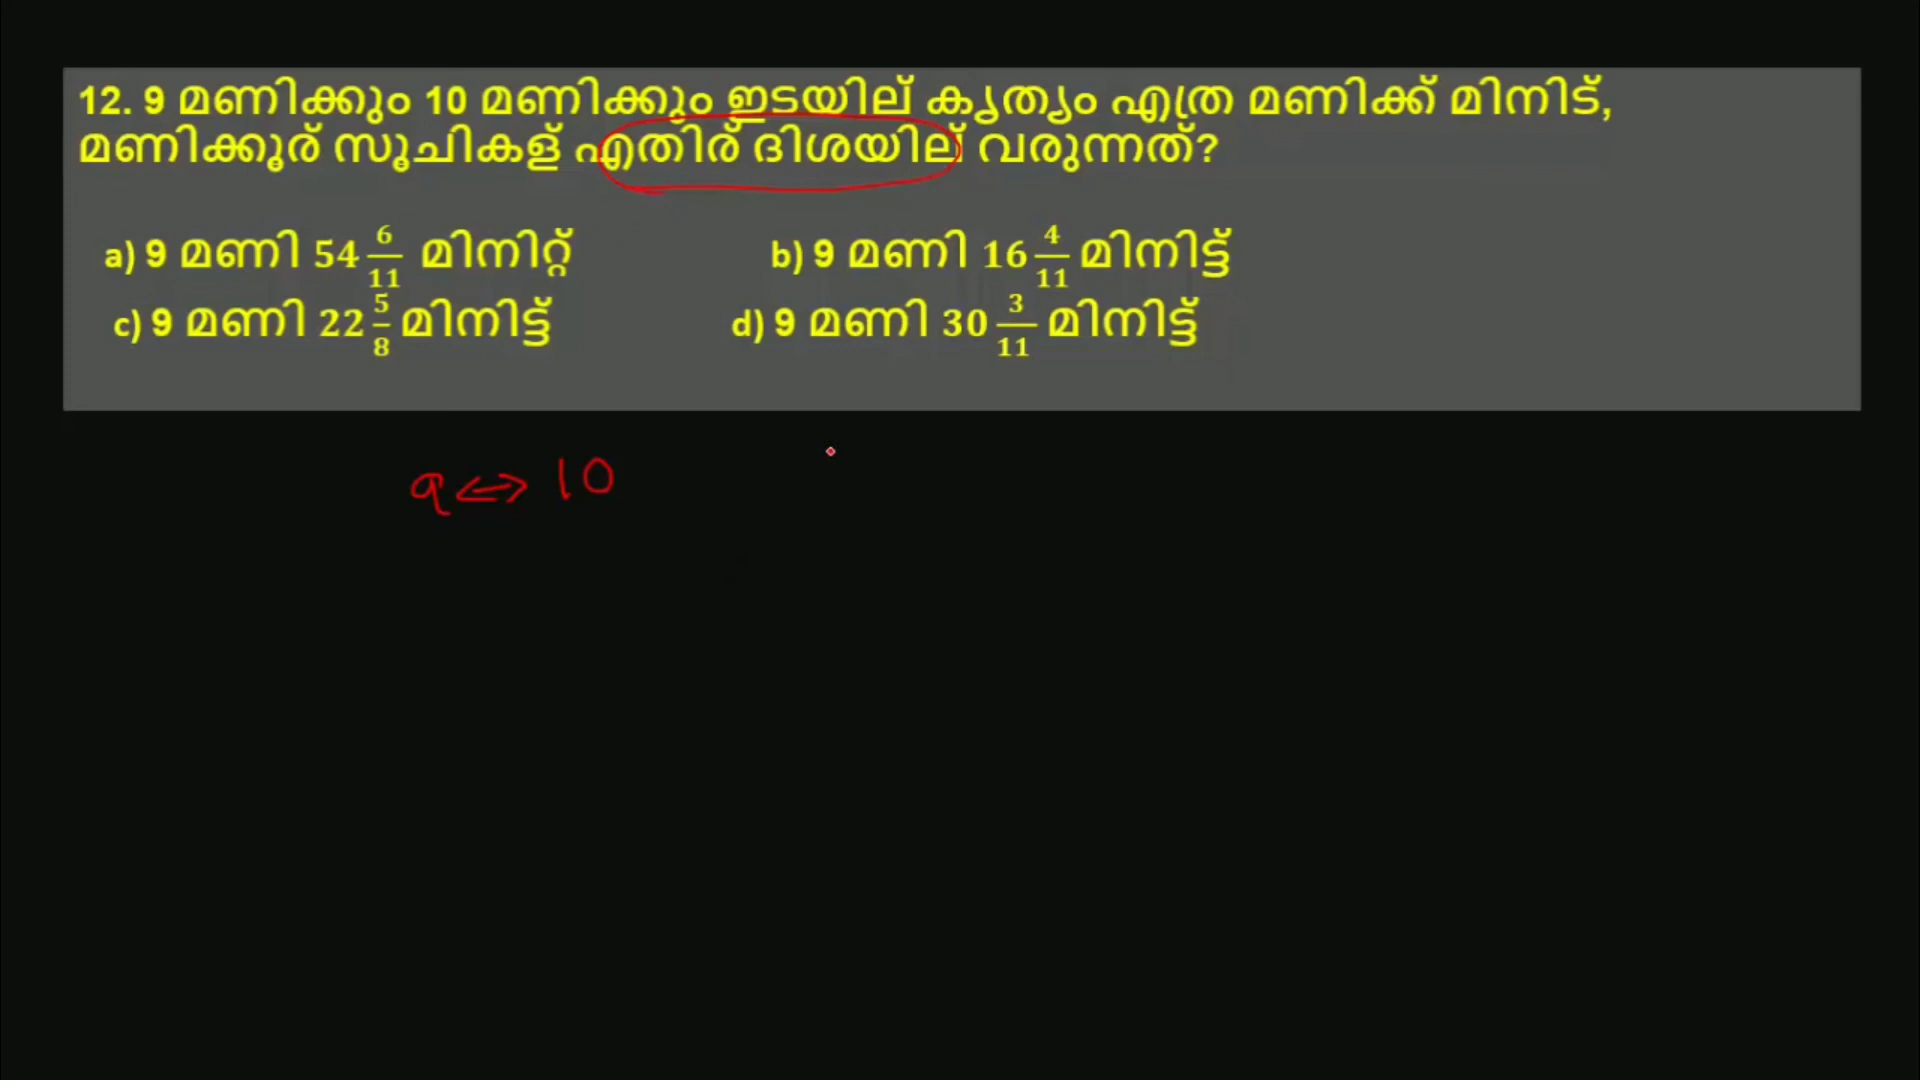 12. 9 മണിക്കും 10 മണിക്കും ഇടയില് കൃത്യം എത്ര മണിക്ക് മിനിട്,
മണിക്കൂര് സൂചികള് എതിര് ദിശയില് വരുന്നത്?
a) 9 മണി 54 6/11 മിനിറ്റ് b) 9 മണി 16 4/11 മിനിട്ട്
c) 9 മണി 22 5/8 മിനിട്ട് d) 9 മണി 30 3/11 മിനിട്ട്
9 ↔ 10